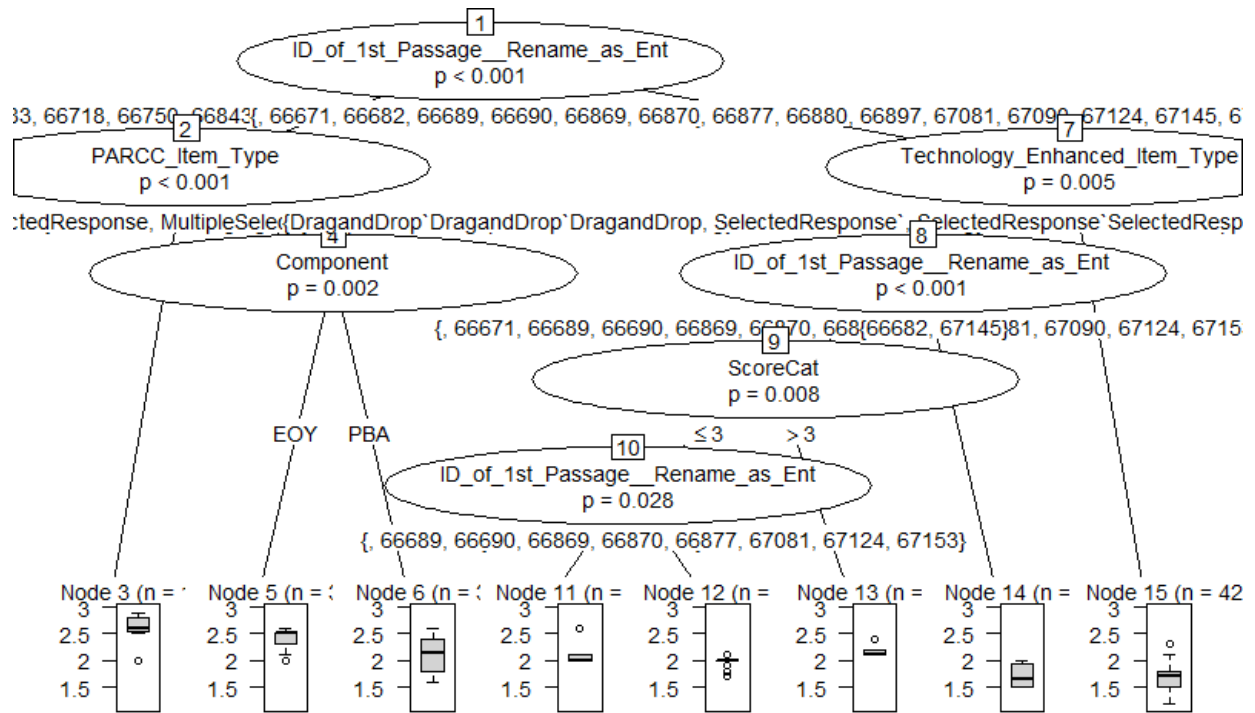 1
ID_of_1st_Passage__Rename_as_Ent
p < 0.001
33, 66718, 66750, 66843{, 66671, 66682, 66689, 66690, 66869, 66870, 66877, 66880, 66897, 67081, 67090, 67124, 67145, 6
2
PARCC_Item_Type
p < 0.001
7
Technology_Enhanced_Item_Type
p = 0.005
ectedResponse, MultipleSele({DragandDrop`DragandDrop`DragandDrop, SelectedResponse`, SelectedResponse`SelectedResp
4
Component
p = 0.002
8
ID_of_1st_Passage__Rename_as_Ent
p < 0.001
{, 66671, 66689, 66690, 66869, 66870, 668{66682, 67145}81, 67090, 67124, 6715
9
ScoreCat
p = 0.008
EOY PBA
≤ 3 > 3
10
ID_of_1st_Passage__Rename_as_Ent
p = 0.028
{, 66689, 66690, 66869, 66870, 66877, 67081, 67124, 67153}
Node 3 (n = Node 5 (n = Node 6 (n = Node 11 (n = Node 12 (n = Node 13 (n = Node 14 (n = Node 15 (n = 42
3 3 3 3 3 3 3 3
2.5 2.5 2.5 2.5 2.5 2.5 2.5 2.5
2 2 2 2 2 2 2 2
1.5 1.5 1.5 1.5 1.5 1.5 1.5 1.5